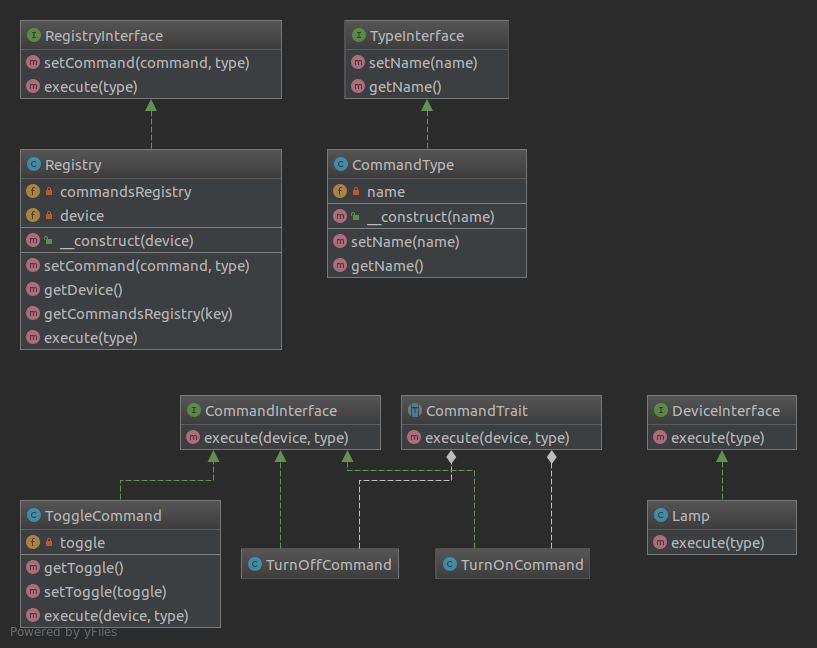 RegistryInterface
setCommand(command, type)
execute(type)
TypeInterface
setName(name)
getName()
Registry
commandsRegistry
device
__construct(device)
setCommand(command, type)
getDevice()
getCommandsRegistry(key)
execute(type)
CommandType
name
__construct(name)
setName(name)
getName()
CommandInterface
execute(device, type)
CommandTrait
execute(device, type)
DeviceInterface
execute(type)
ToggleCommand
toggle
getToggle()
setToggle(toggle)
execute(device, type)
TurnOffCommand
TurnOnCommand
Lamp
execute(type)
Powered by yFiles